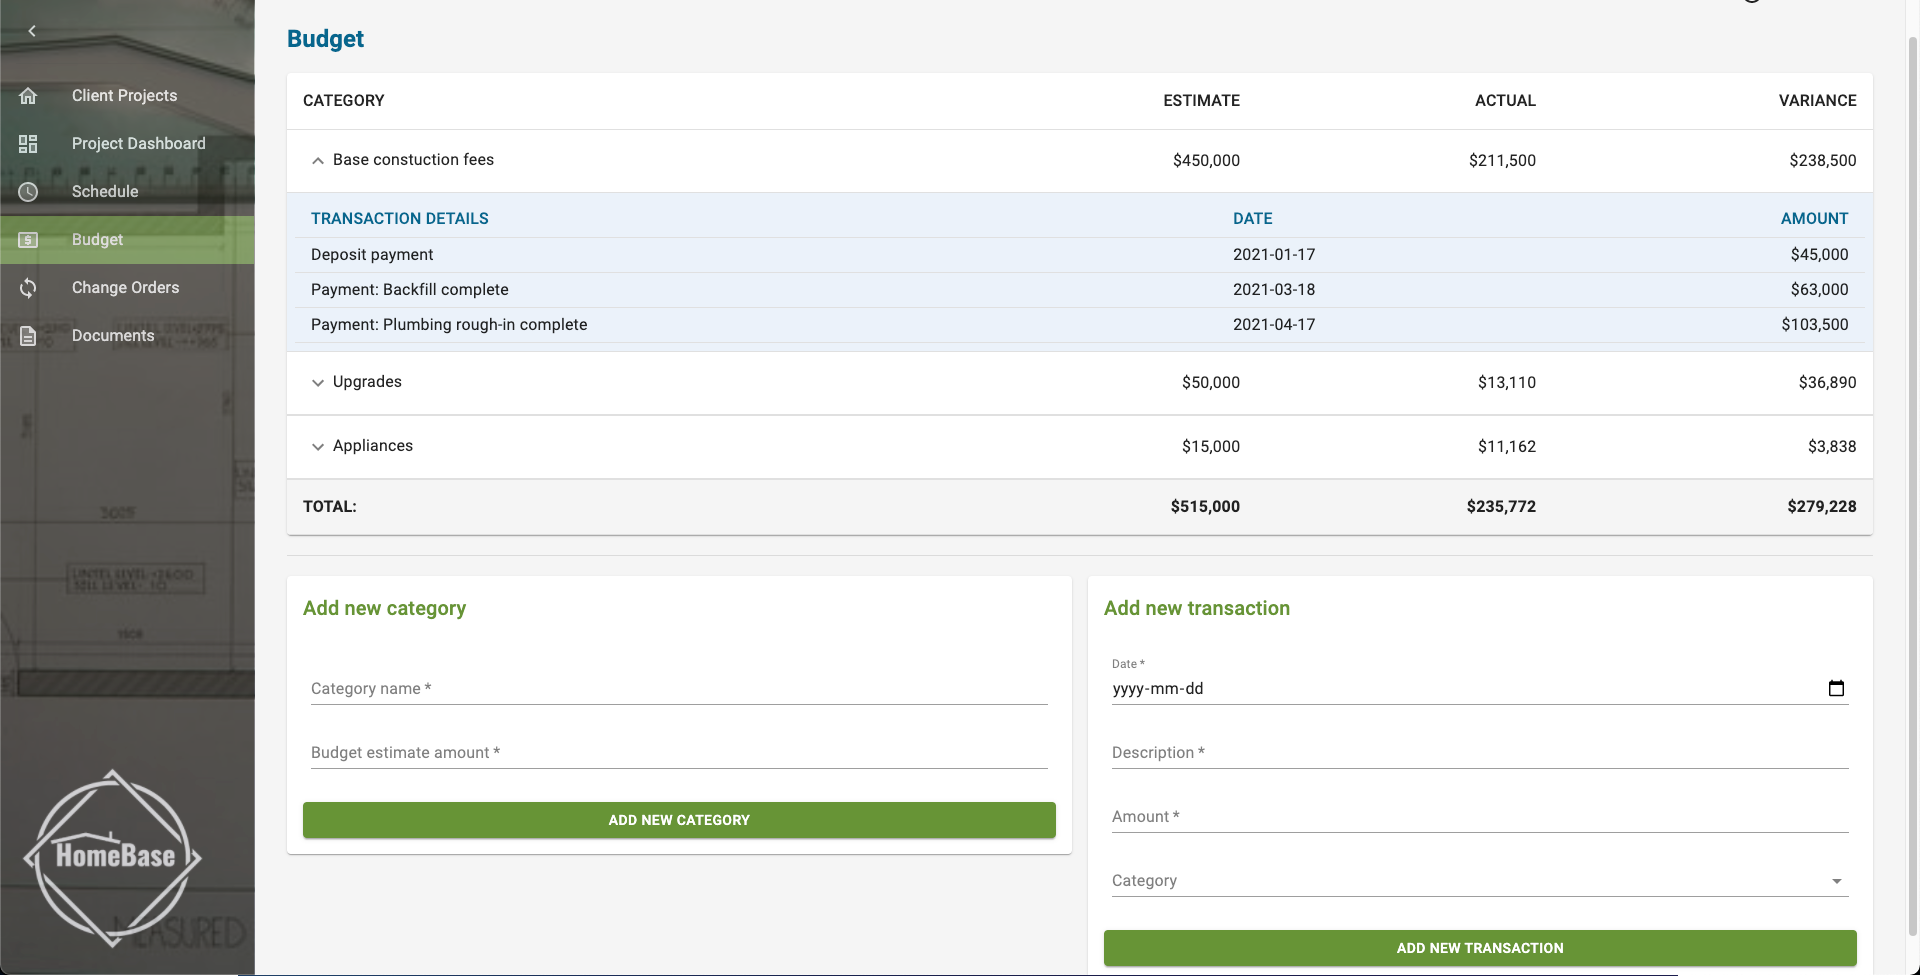 Budget
CATEGORY ESTIMATE ACTUAL VARIANCE
Base constuction fees $450,000 $211,500 $238,500
TRANSACTION DETAILS DATE AMOUNT
Deposit payment 2021-01-17 $45,000
Payment: Backfill complete 2021-03-18 $63,000
Payment: Plumbing rough-in complete 2021-04-17 $103,500
Upgrades $50,000 $13,110 $36,890
Appliances $15,000 $11,162 $3,838
TOTAL: $515,000 $235,772 $279,228
Client Projects
Project Dashboard
Schedule
Budget
Change Orders
Documents
LINTEL LEVEL +2600
HomeBase
MEASURED
Add new category
Category name *
Budget estimate amount *
ADD NEW CATEGORY
Add new transaction
Date *
yyyy-mm-dd
Description *
Amount *
Category
ADD NEW TRANSACTION